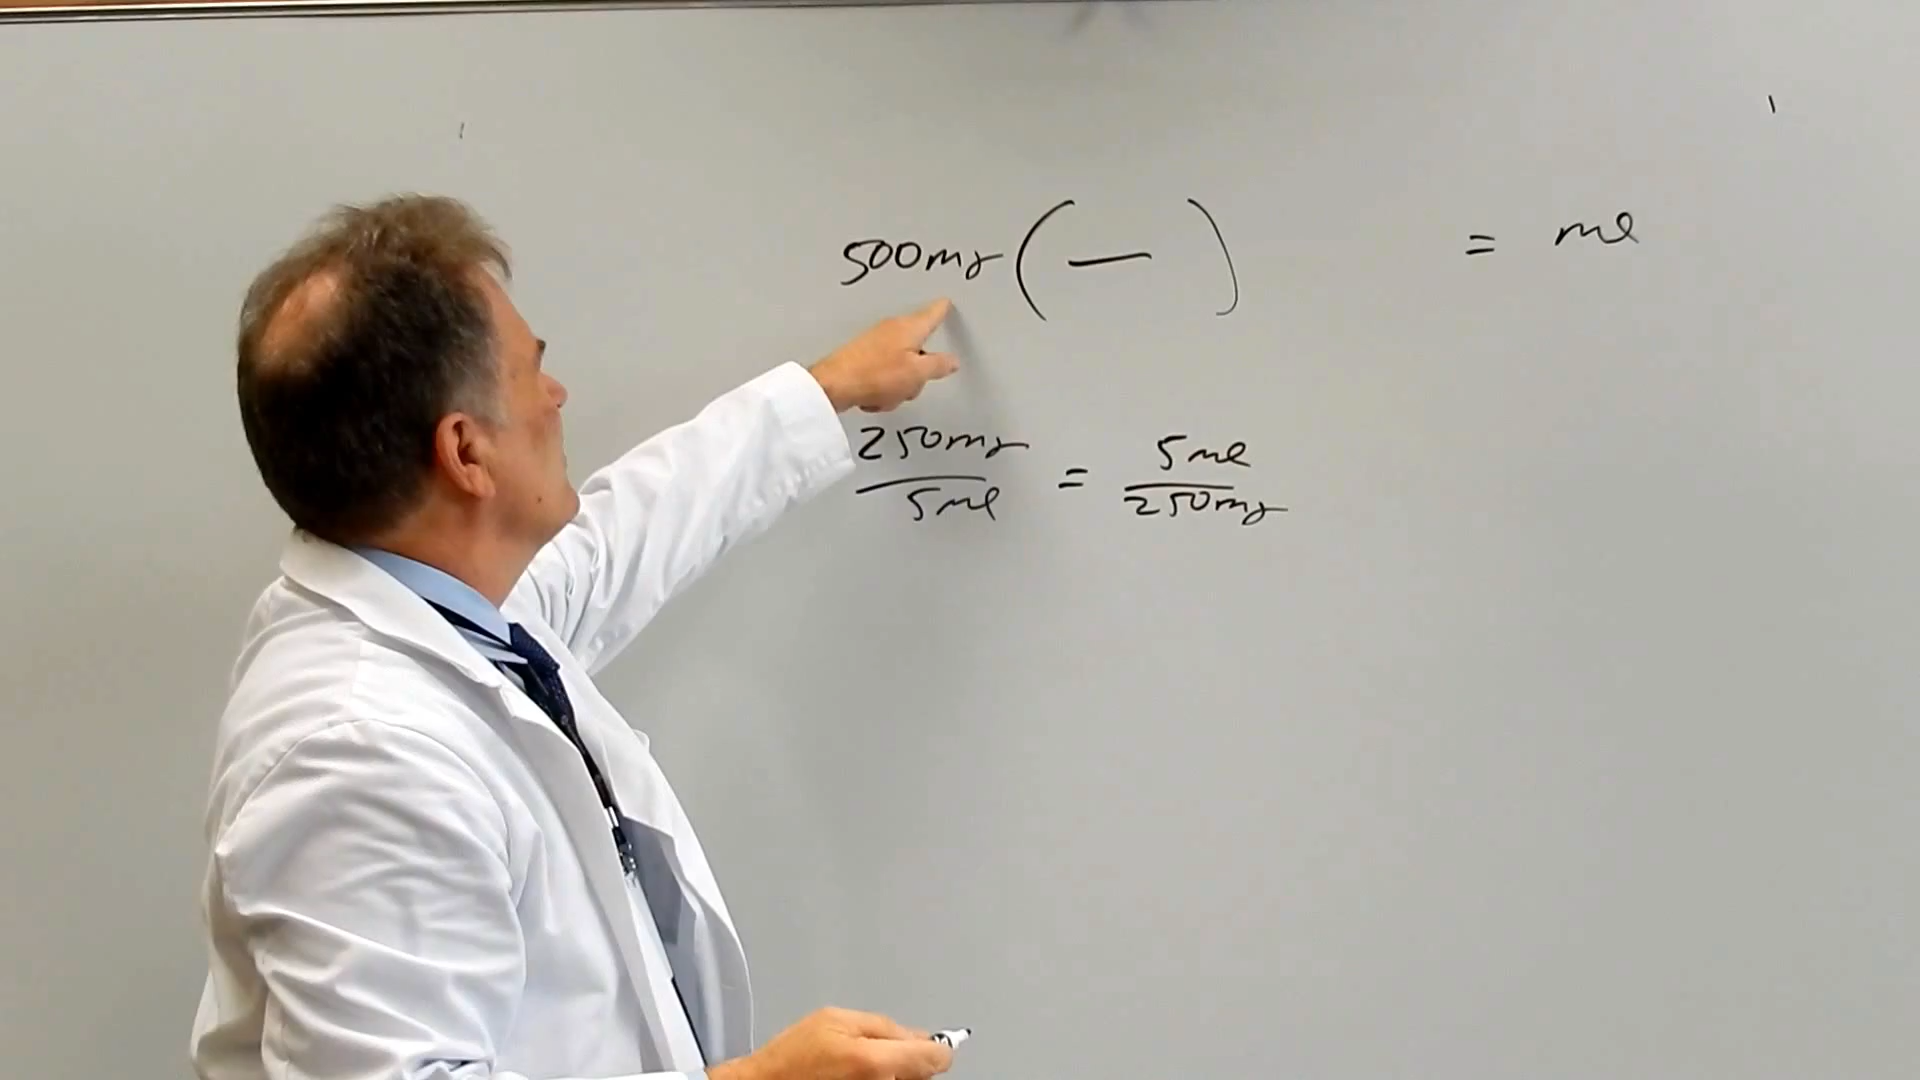 500mg ( — ) = ml
250mg/5ml = 5ml/250mg